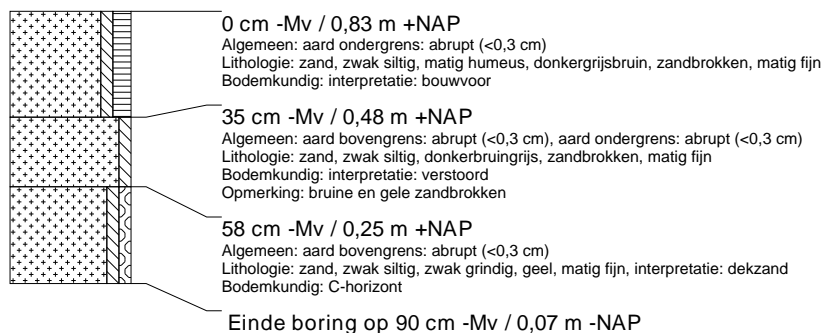 0 cm -Mv / 0,83 m +NAP
Algemeen: aard ondergrens: abrupt (<0,3 cm)
Lithologie: zand, zwak siltig, matig humeus, donkergrijsbruin, zandbrokken, matig fijn
Bodemkundig: interpretatie: bouwvoor
35 cm -Mv / 0,48 m +NAP
Algemeen: aard bovengrens: abrupt (<0,3 cm), aard ondergrens: abrupt (<0,3 cm)
Lithologie: zand, zwak siltig, donkerbruingrijs, zandbrokken, matig fijn
Bodemkundig: interpretatie: verstoord
Opmerking: bruine en gele zandbrokken
58 cm -Mv / 0,25 m +NAP
Algemeen: aard bovengrens: abrupt (<0,3 cm)
Lithologie: zand, zwak siltig, zwak grindig, geel, matig fijn, interpretatie: dekzand
Bodemkundig: C-horizont
Einde boring op 90 cm -Mv / 0,07 m -NAP